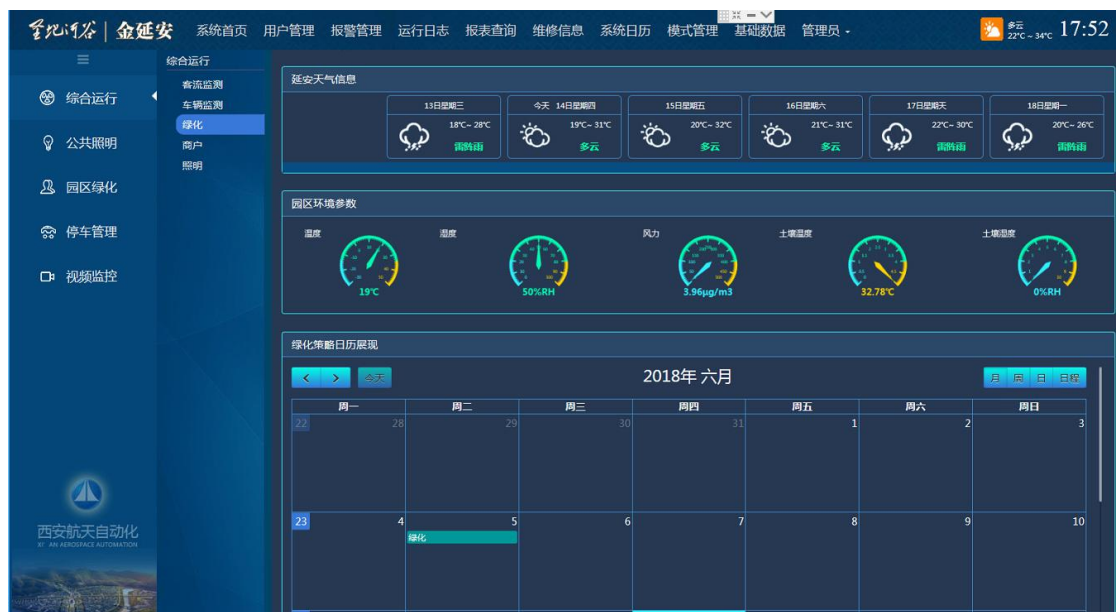 圣地河谷 金延安 系统首页 用户管理 报警管理 运行日志 报表查询 维修信息 系统日历 模式管理 基础数据 管理员 多云 22℃ ~ 34℃ 17:52
综合运行
公共照明
园区绿化
停车管理
视频监控
西安航天自动化
XI' AN AEROSPACE AUTOMATION
综合运行
客流监测
车辆监测
绿化
商户
照明
延安天气信息
13日星期三 今天 14日星期四 15日星期五 16日星期六 17日星期天 18日星期一
18℃~ 28℃ 19℃~ 31℃ 20℃~ 32℃ 21℃~ 31℃ 22℃~ 30℃ 20℃~ 26℃
雷阵雨 多云 多云 多云 雷阵雨 雷阵雨
园区环境参数
温度 湿度 风力 土壤温度 土壤湿度
19℃ 50%RH 3.96μg/m3 32.78℃ 0%RH
绿化策略日历展现
< > 今天 2018年 六月 月 周 日 日程
周一 周二 周三 周四 周五 周六 周日
22 28 29 30 31 1 2 3
23 4 5 6 7 8 9 10
绿化